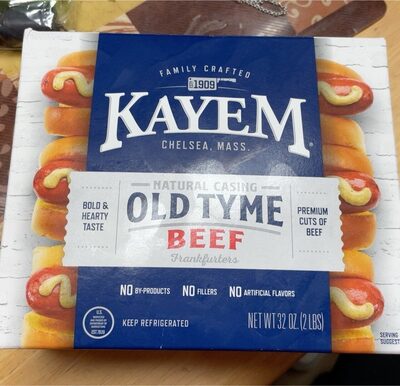 FAMILY CRAFTED
1909
KAYEM®
CHELSEA, MASS.
NATURAL CASING
BOLD &
HEARTY
TASTE
OLD TYME
BEEF
Frankfurters
PREMIUM
CUTS OF
BEEF
NO BY-PRODUCTS NO FILLERS NO ARTIFICIAL FLAVORS
KEEP REFRIGERATED
NET WT 32 OZ. (2 LBS)
SERVING
SUGGEST